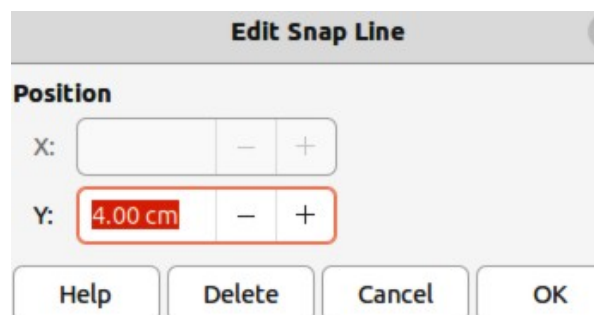 Edit Snap Line
Position
X: − +
Y: 4.00 cm − +
Help Delete Cancel OK